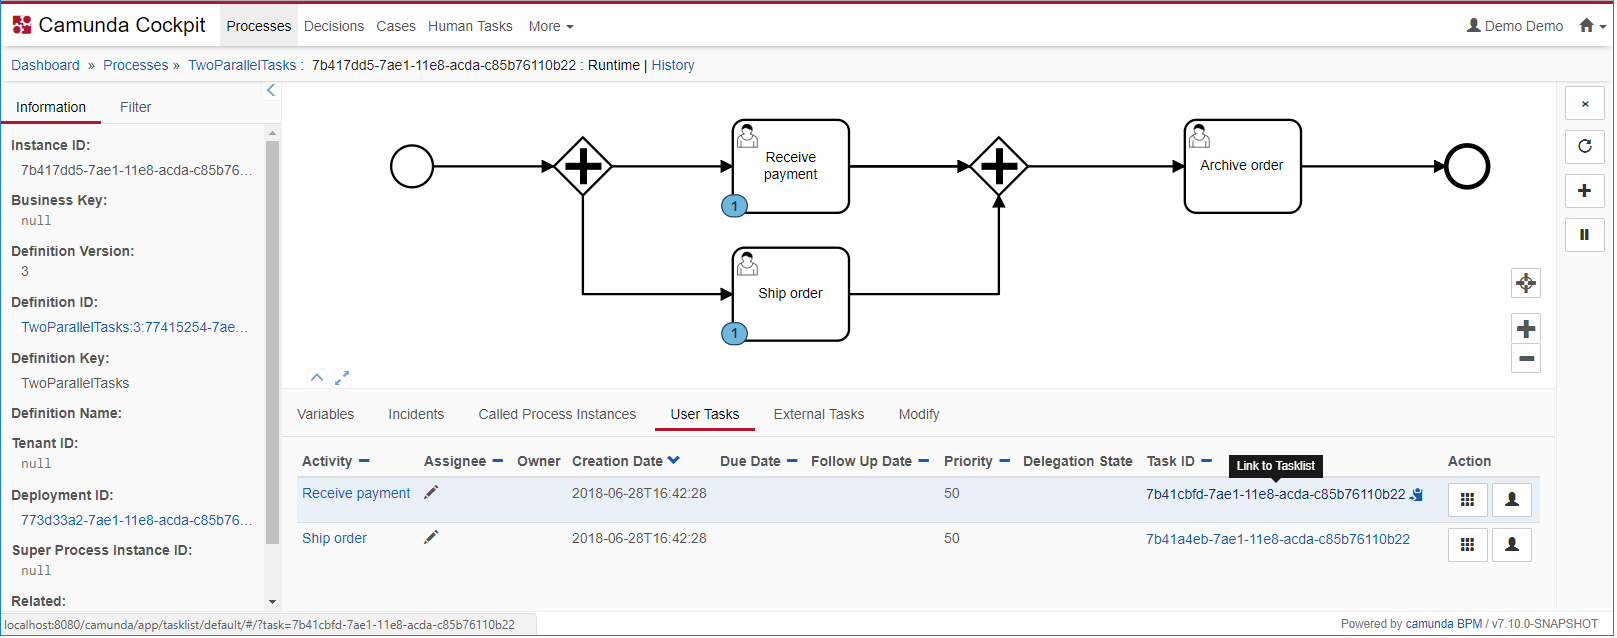 Camunda Cockpit Processes Decisions Cases Human Tasks More Demo Demo
Dashboard » Processes » TwoParallelTasks : 7b417dd5-7ae1-11e8-acda-c85b76110b22 : Runtime | History
Information Filter
Instance ID:
7b417dd5-7ae1-11e8-acda-c85b76...
Business Key:
null
Definition Version:
3
Definition ID:
TwoParallelTasks:3:77415254-7ae...
Definition Key:
TwoParallelTasks
Definition Name:
Tenant ID:
null
Deployment ID:
773d33a2-7ae1-11e8-acda-c85b76...
Super Process Instance ID:
null
Related:
Receive
payment
1
Ship order
1
Archive order
Variables Incidents Called Process Instances User Tasks External Tasks Modify
Activity Assignee Owner Creation Date Due Date Follow Up Date Priority Delegation State Task ID Action
Link to Tasklist
Receive payment 2018-06-28T16:42:28 50 7b41cbfd-7ae1-11e8-acda-c85b76110b22
Ship order 2018-06-28T16:42:28 50 7b41a4eb-7ae1-11e8-acda-c85b76110b22
localhost:8080/camunda/app/tasklist/default/#/?task=7b41cbfd-7ae1-11e8-acda-c85b76110b22
Powered by camunda BPM / v7.10.0-SNAPSHOT